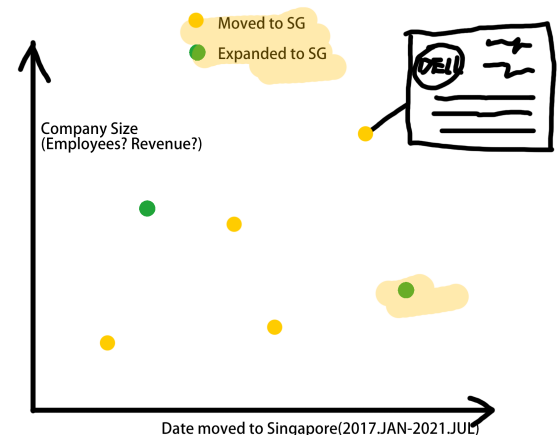 Moved to SG
Expanded to SG
DELL
Company Size
(Employees? Revenue?)
Date moved to Singapore(2017.JAN-2021.JUL)